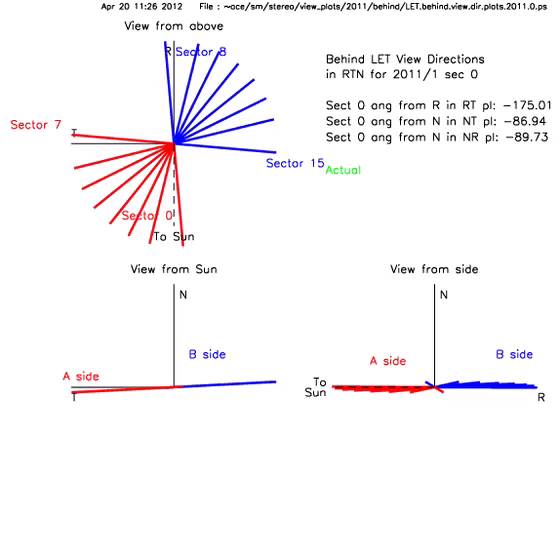 Apr 20 11:26 2012 File : ~ace/sm/stereo/view_plots/2011/behind/LET.behind.view.dir.plots.2011.0.ps
View from above
R Sector 8
Behind LET View Directions
in RTN for 2011/1 sec 0
Sect 0 ang from R in RT pl: −175.01
Sect 0 ang from N in NT pl: −86.94
Sect 0 ang from N in NR pl: −89.73
Sector 7
T
Sector 15
Actual
Sector 0
To Sun
View from Sun
View from side
N
N
B side
B side
A side
A side
To
Sun
T
R